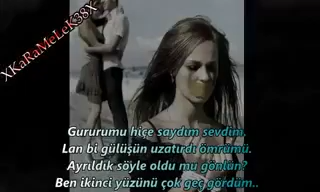 XKaRaMeLeK38X
Gururumu hiçe saydım sevdim.
Lan bi gülüşün uzatırdı ömrümü.
Ayrıldik söyle oldu mu gönlün?
Ben ikinci yüzünü çok geç gördüm..